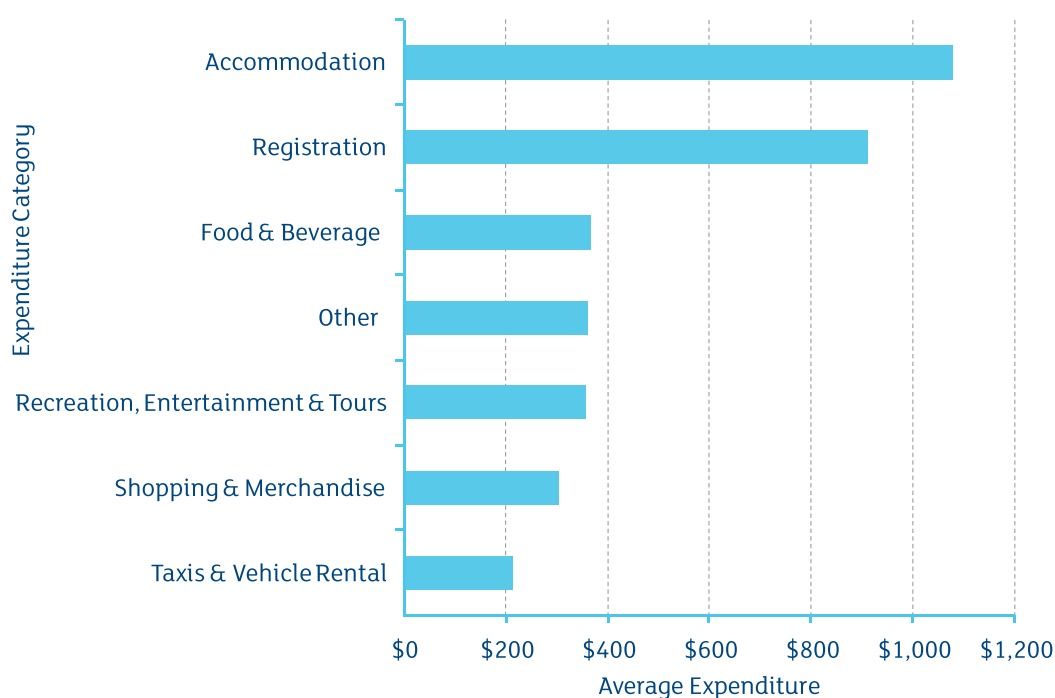 Expenditure Category
Accommodation
Registration
Food & Beverage
Other
Recreation, Entertainment & Tours
Shopping & Merchandise
Taxis & Vehicle Rental
$0 $200 $400 $600 $800 $1,000 $1,200
Average Expenditure